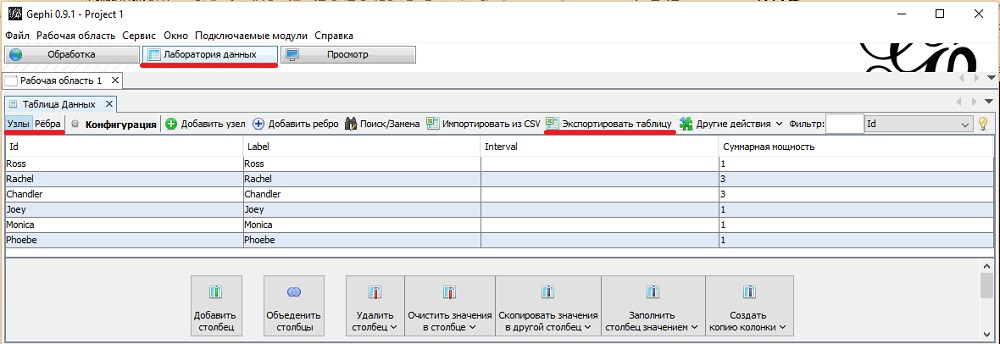 Gephi 0.9.1 - Project 1
Файл Рабочая область Сервис Окно Подключаемые модули Справка
Обработка Лаборатория данных Просмотр
Рабочая область 1
Таблица Данных
Узлы Рёбра Конфигурация Добавить узел Добавить ребро Поиск/Замена Импортировать из CSV Экспортировать таблицу Другие действия Фильтр: Id
Id Label Interval Суммарная мощность
Ross Ross 1
Rachel Rachel 3
Chandler Chandler 3
Joey Joey 1
Monica Monica 1
Phoebe Phoebe 1
Добавить Объеденить Удалить Очистить значения Скопировать значения Заполнить Создать
столбец столбцы столбец в столбце в другой столбец столбец значением копию колонки